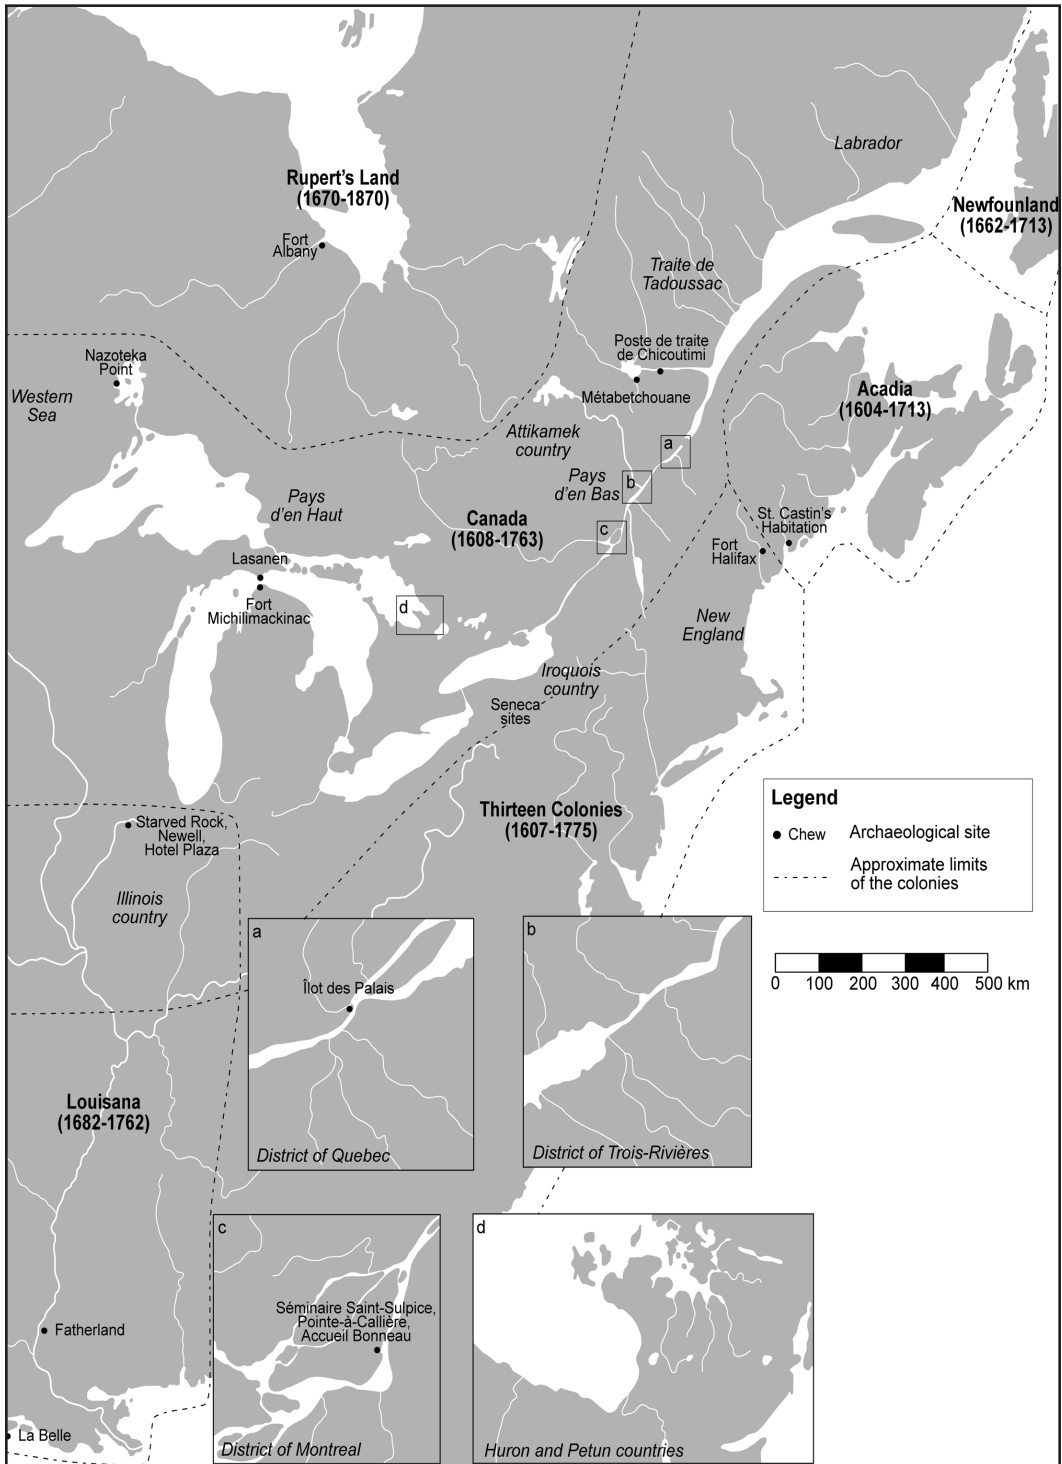 Rupert's Land
(1670-1870)
Labrador
Newfounland
(1662-1713)
Fort
Albany
Traite de
Tadoussac
Nazoteka
Point
Western
Sea
Poste de traite
de Chicoutimi
Métabetchouane
Acadia
(1604-1713)
Attikamek
country
a
Pays
d'en Bas
b
Pays
d'en Haut
Canada
(1608-1763)
c
St. Castin's
Habitation
Fort
Halifax
Lasanen
Fort
Michilimackinac
d
New
England
Iroquois
country
Seneca
sites
Thirteen Colonies
(1607-1775)
Starved Rock,
Newell,
Hotel Plaza
Illinois
country
Legend
Chew
Archaeological site
Approximate limits
of the colonies
0 100 200 300 400 500 km
a
Îlot des Palais
District of Quebec
b
District of Trois-Rivières
Louisana
(1682-1762)
c
Séminaire Saint-Sulpice,
Pointe-à-Callière,
Accueil Bonneau
District of Montreal
d
Huron and Petun countries
Fatherland
La Belle